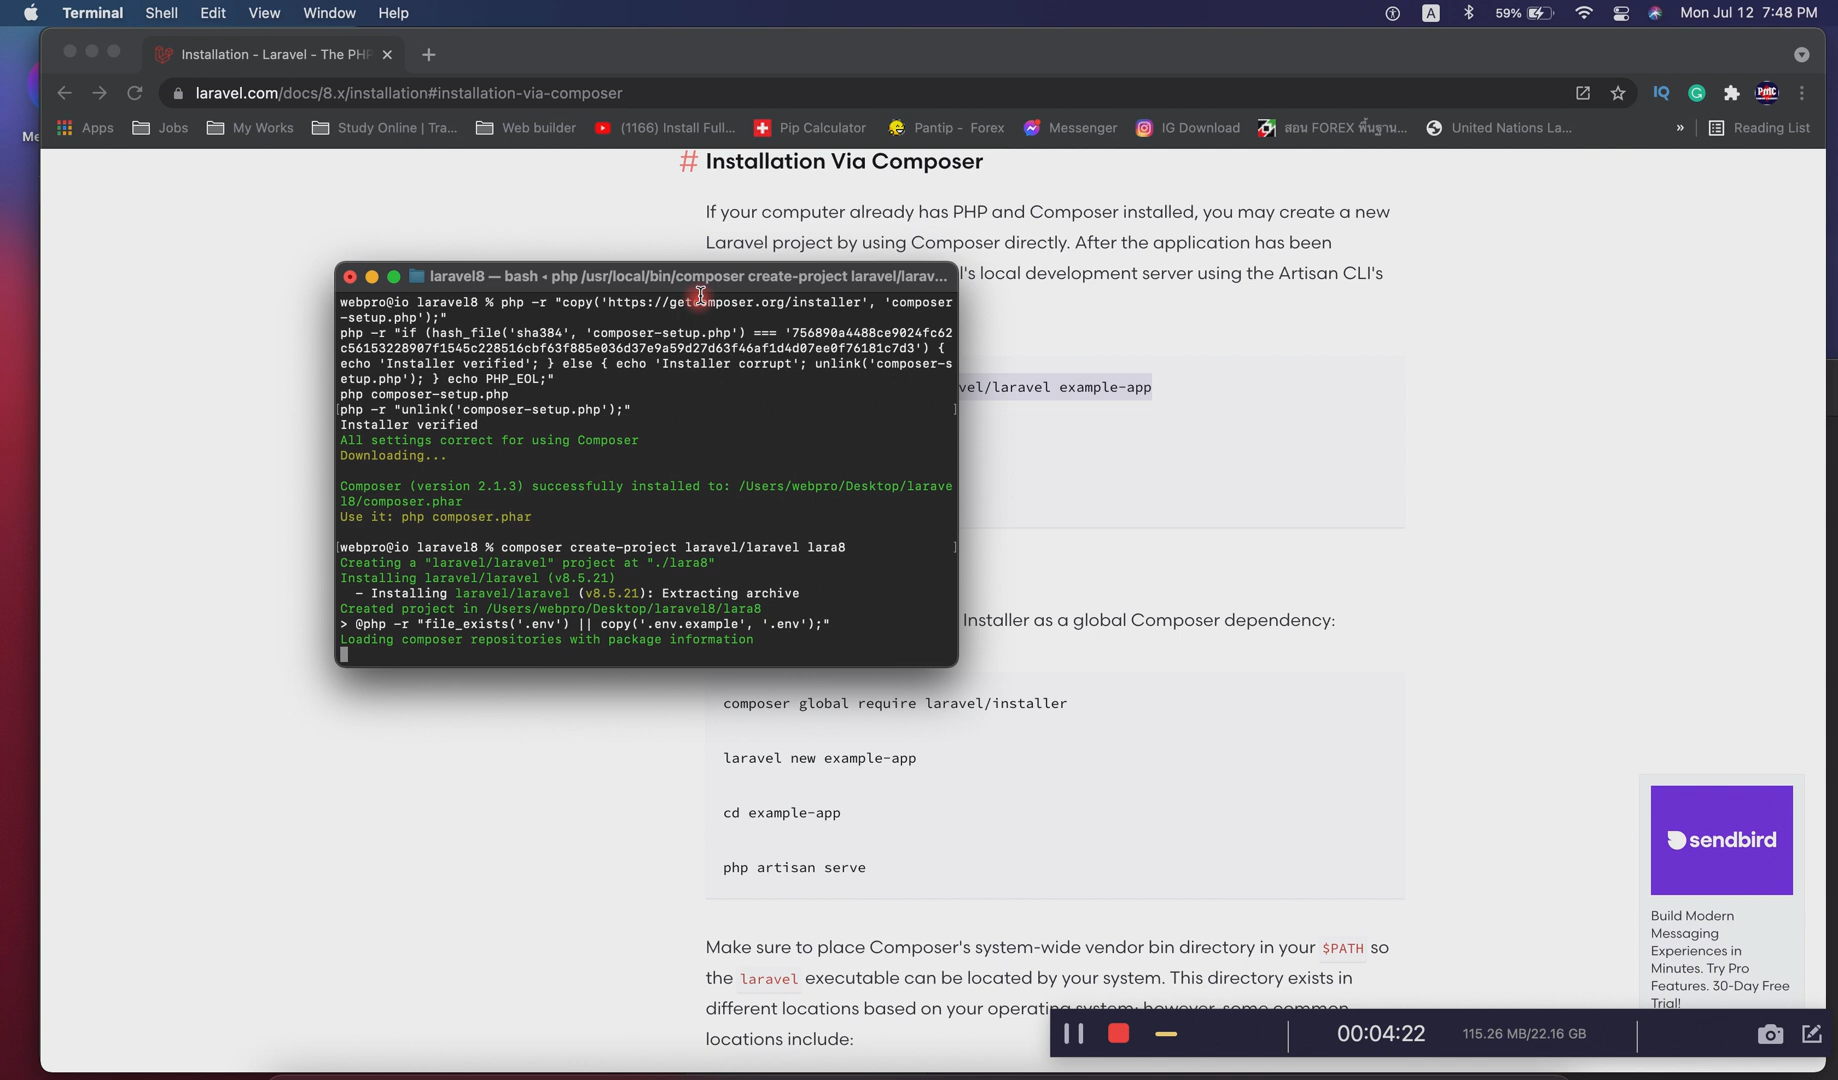 Terminal Shell Edit View Window Help
A 59% Mon Jul 12 7:48 PM
Installation - Laravel - The PHP
laravel.com/docs/8.x/installation#installation-via-composer
IQ
Apps Jobs My Works Study Online | Tra... Web builder (1166) Install Full... Pip Calculator Pantip - Forex Messenger IG Download สอน FOREX พื้นฐาน... United Nations La... » Reading List
# Installation Via Composer
If your computer already has PHP and Composer installed, you may create a new
Laravel project by using Composer directly. After the application has been
l's local development server using the Artisan CLI's
vel/laravel example-app
laravel8 — bash ◂ php /usr/local/bin/composer create-project laravel/larav...
webpro@io laravel8 % php -r "copy('https://getcomposer.org/installer', 'composer
-setup.php');"
php -r "if (hash_file('sha384', 'composer-setup.php') === '756890a4488ce9024fc62
c56153228907f1545c228516cbf63f885e036d37e9a59d27d63f46af1d4d07ee0f76181c7d3') {
echo 'Installer verified'; } else { echo 'Installer corrupt'; unlink('composer-s
etup.php'); } echo PHP_EOL;"
php composer-setup.php
[php -r "unlink('composer-setup.php');" ]
Installer verified
All settings correct for using Composer
Downloading...
Composer (version 2.1.3) successfully installed to: /Users/webpro/Desktop/larave
l8/composer.phar
Use it: php composer.phar
[webpro@io laravel8 % composer create-project laravel/laravel lara8 ]
Creating a "laravel/laravel" project at "./lara8"
Installing laravel/laravel (v8.5.21)
- Installing laravel/laravel (v8.5.21): Extracting archive
Created project in /Users/webpro/Desktop/laravel8/lara8
> @php -r "file_exists('.env') || copy('.env.example', '.env');"
Loading composer repositories with package information
Installer as a global Composer dependency:
composer global require laravel/installer
laravel new example-app
cd example-app
php artisan serve
Make sure to place Composer's system-wide vendor bin directory in your $PATH so
the laravel executable can be located by your system. This directory exists in
different locations based on your operating system; however, some common
locations include:
sendbird
Build Modern
Messaging
Experiences in
Minutes. Try Pro
Features. 30-Day Free
Trial!
00:04:22 115.26 MB/22.16 GB